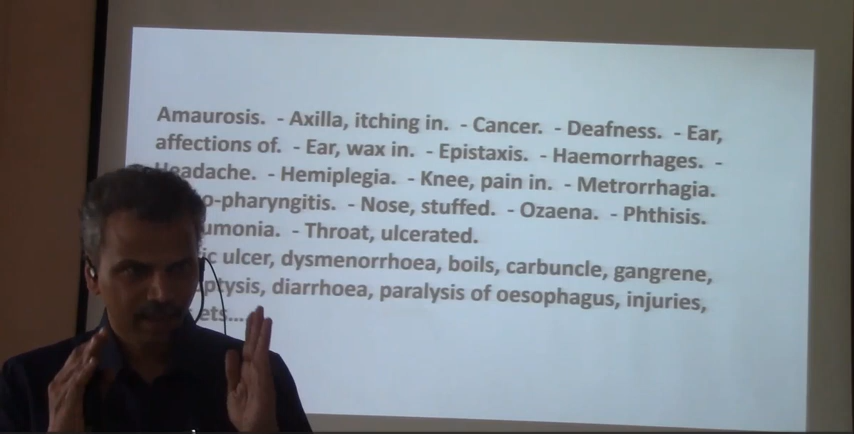 Amaurosis. - Axilla, itching in. - Cancer. - Deafness. - Ear,
affections of. - Ear, wax in. - Epistaxis. - Haemorrhages. -
Headache. - Hemiplegia. - Knee, pain in. - Metrorrhagia.
o-pharyngitis. - Nose, stuffed. - Ozaena. - Phthisis.
umonia. - Throat, ulcerated.
ic ulcer, dysmenorrhoea, boils, carbuncle, gangrene,
ptysis, diarrhoea, paralysis of oesophagus, injuries,
ets...